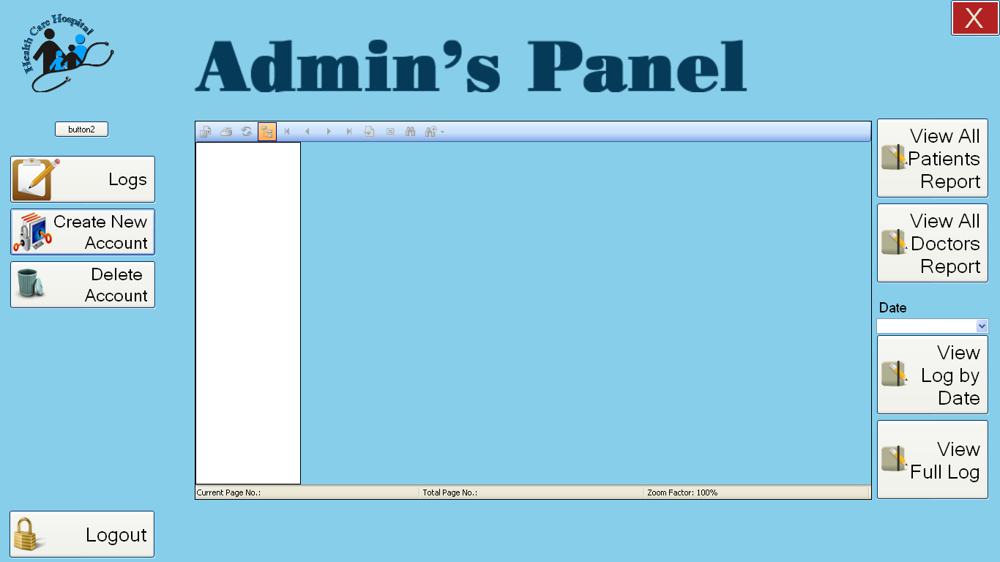 Health Care Hospital
Admin's Panel
X
button2
Logs
Create New
Account
Delete
Account
Logout
Current Page No.:
Total Page No.:
Zoom Factor: 100%
View All
Patients
Report
View All
Doctors
Report
Date
View
Log by
Date
View
Full Log